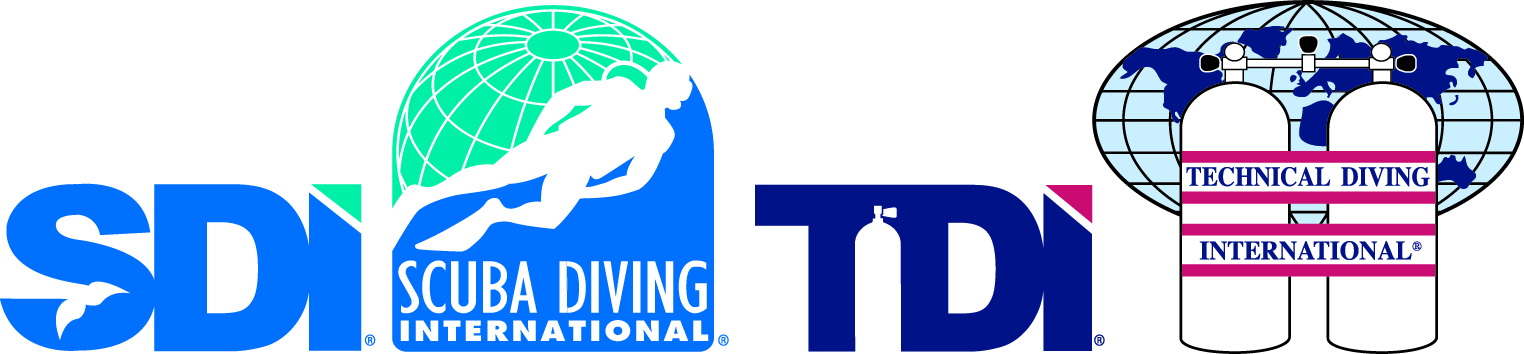 SDI®
SCUBA DIVING
INTERNATIONAL®
TDI®
TECHNICAL DIVING
INTERNATIONAL®